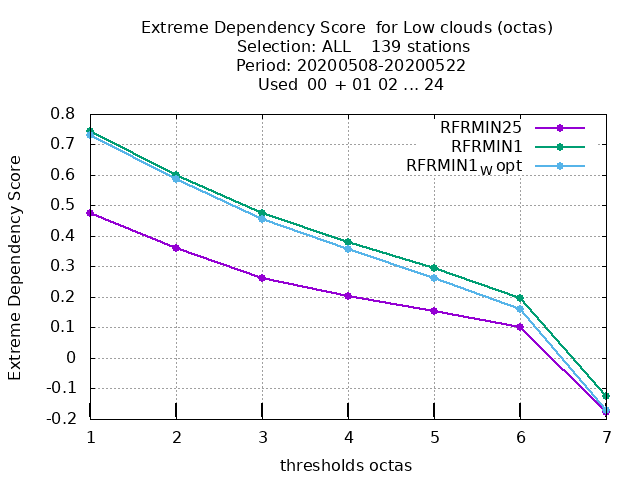 Extreme Dependency Score  for Low clouds (octas)
Selection: ALL    139 stations
Period: 20200508-20200522
Used  00  + 01 02 ... 24
RFRMIN25
RFRMIN1
RFRMIN1W opt
Extreme Dependency Score
0.8
0.7
0.6
0.5
0.4
0.3
0.2
0.1
0
-0.1
-0.2
1 2 3 4 5 6 7
thresholds octas